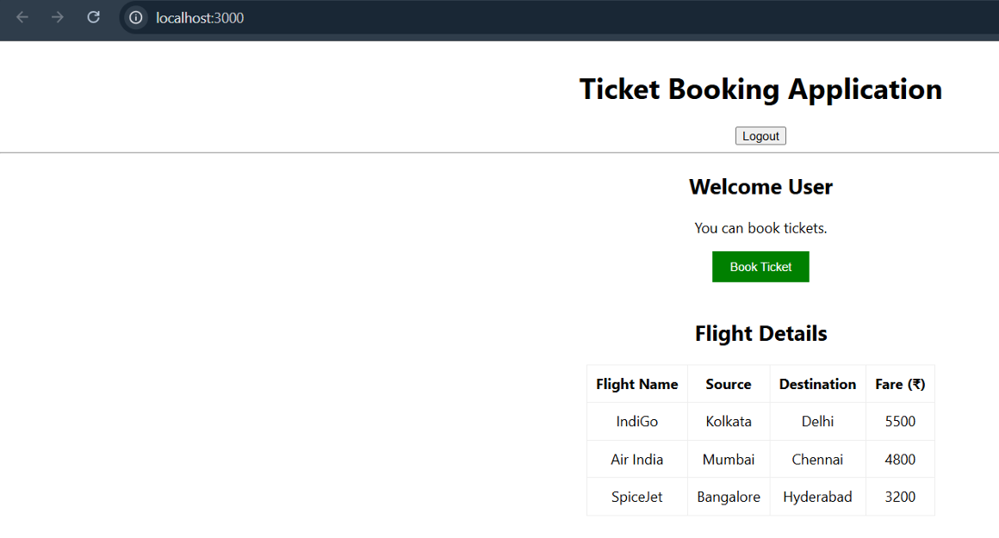 localhost:3000
Ticket Booking Application
Logout
Welcome User
You can book tickets.
Book Ticket
Flight Details
Flight Name Source Destination Fare (₹)
IndiGo Kolkata Delhi 5500
Air India Mumbai Chennai 4800
SpiceJet Bangalore Hyderabad 3200